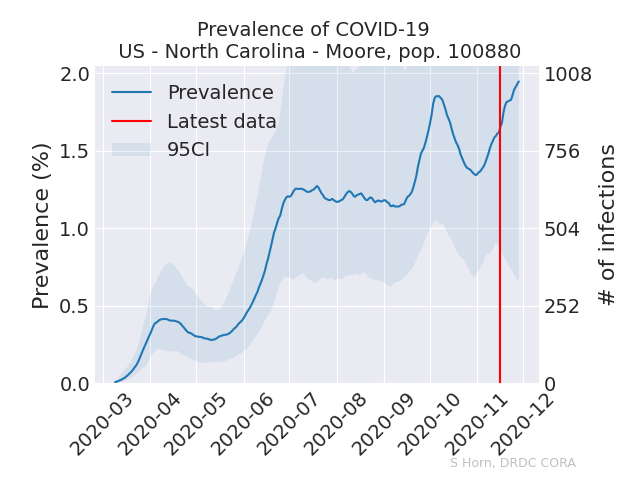 Prevalence of COVID-19
US - North Carolina - Moore, pop. 100880
Prevalence
Latest data
95CI
Prevalence (%)
2.0
1.5
1.0
0.5
0.0
1008
756
504
252
0
# of infections
2020-03
2020-04
2020-05
2020-06
2020-07
2020-08
2020-09
2020-10
2020-11
2020-12
S Horn, DRDC CORA